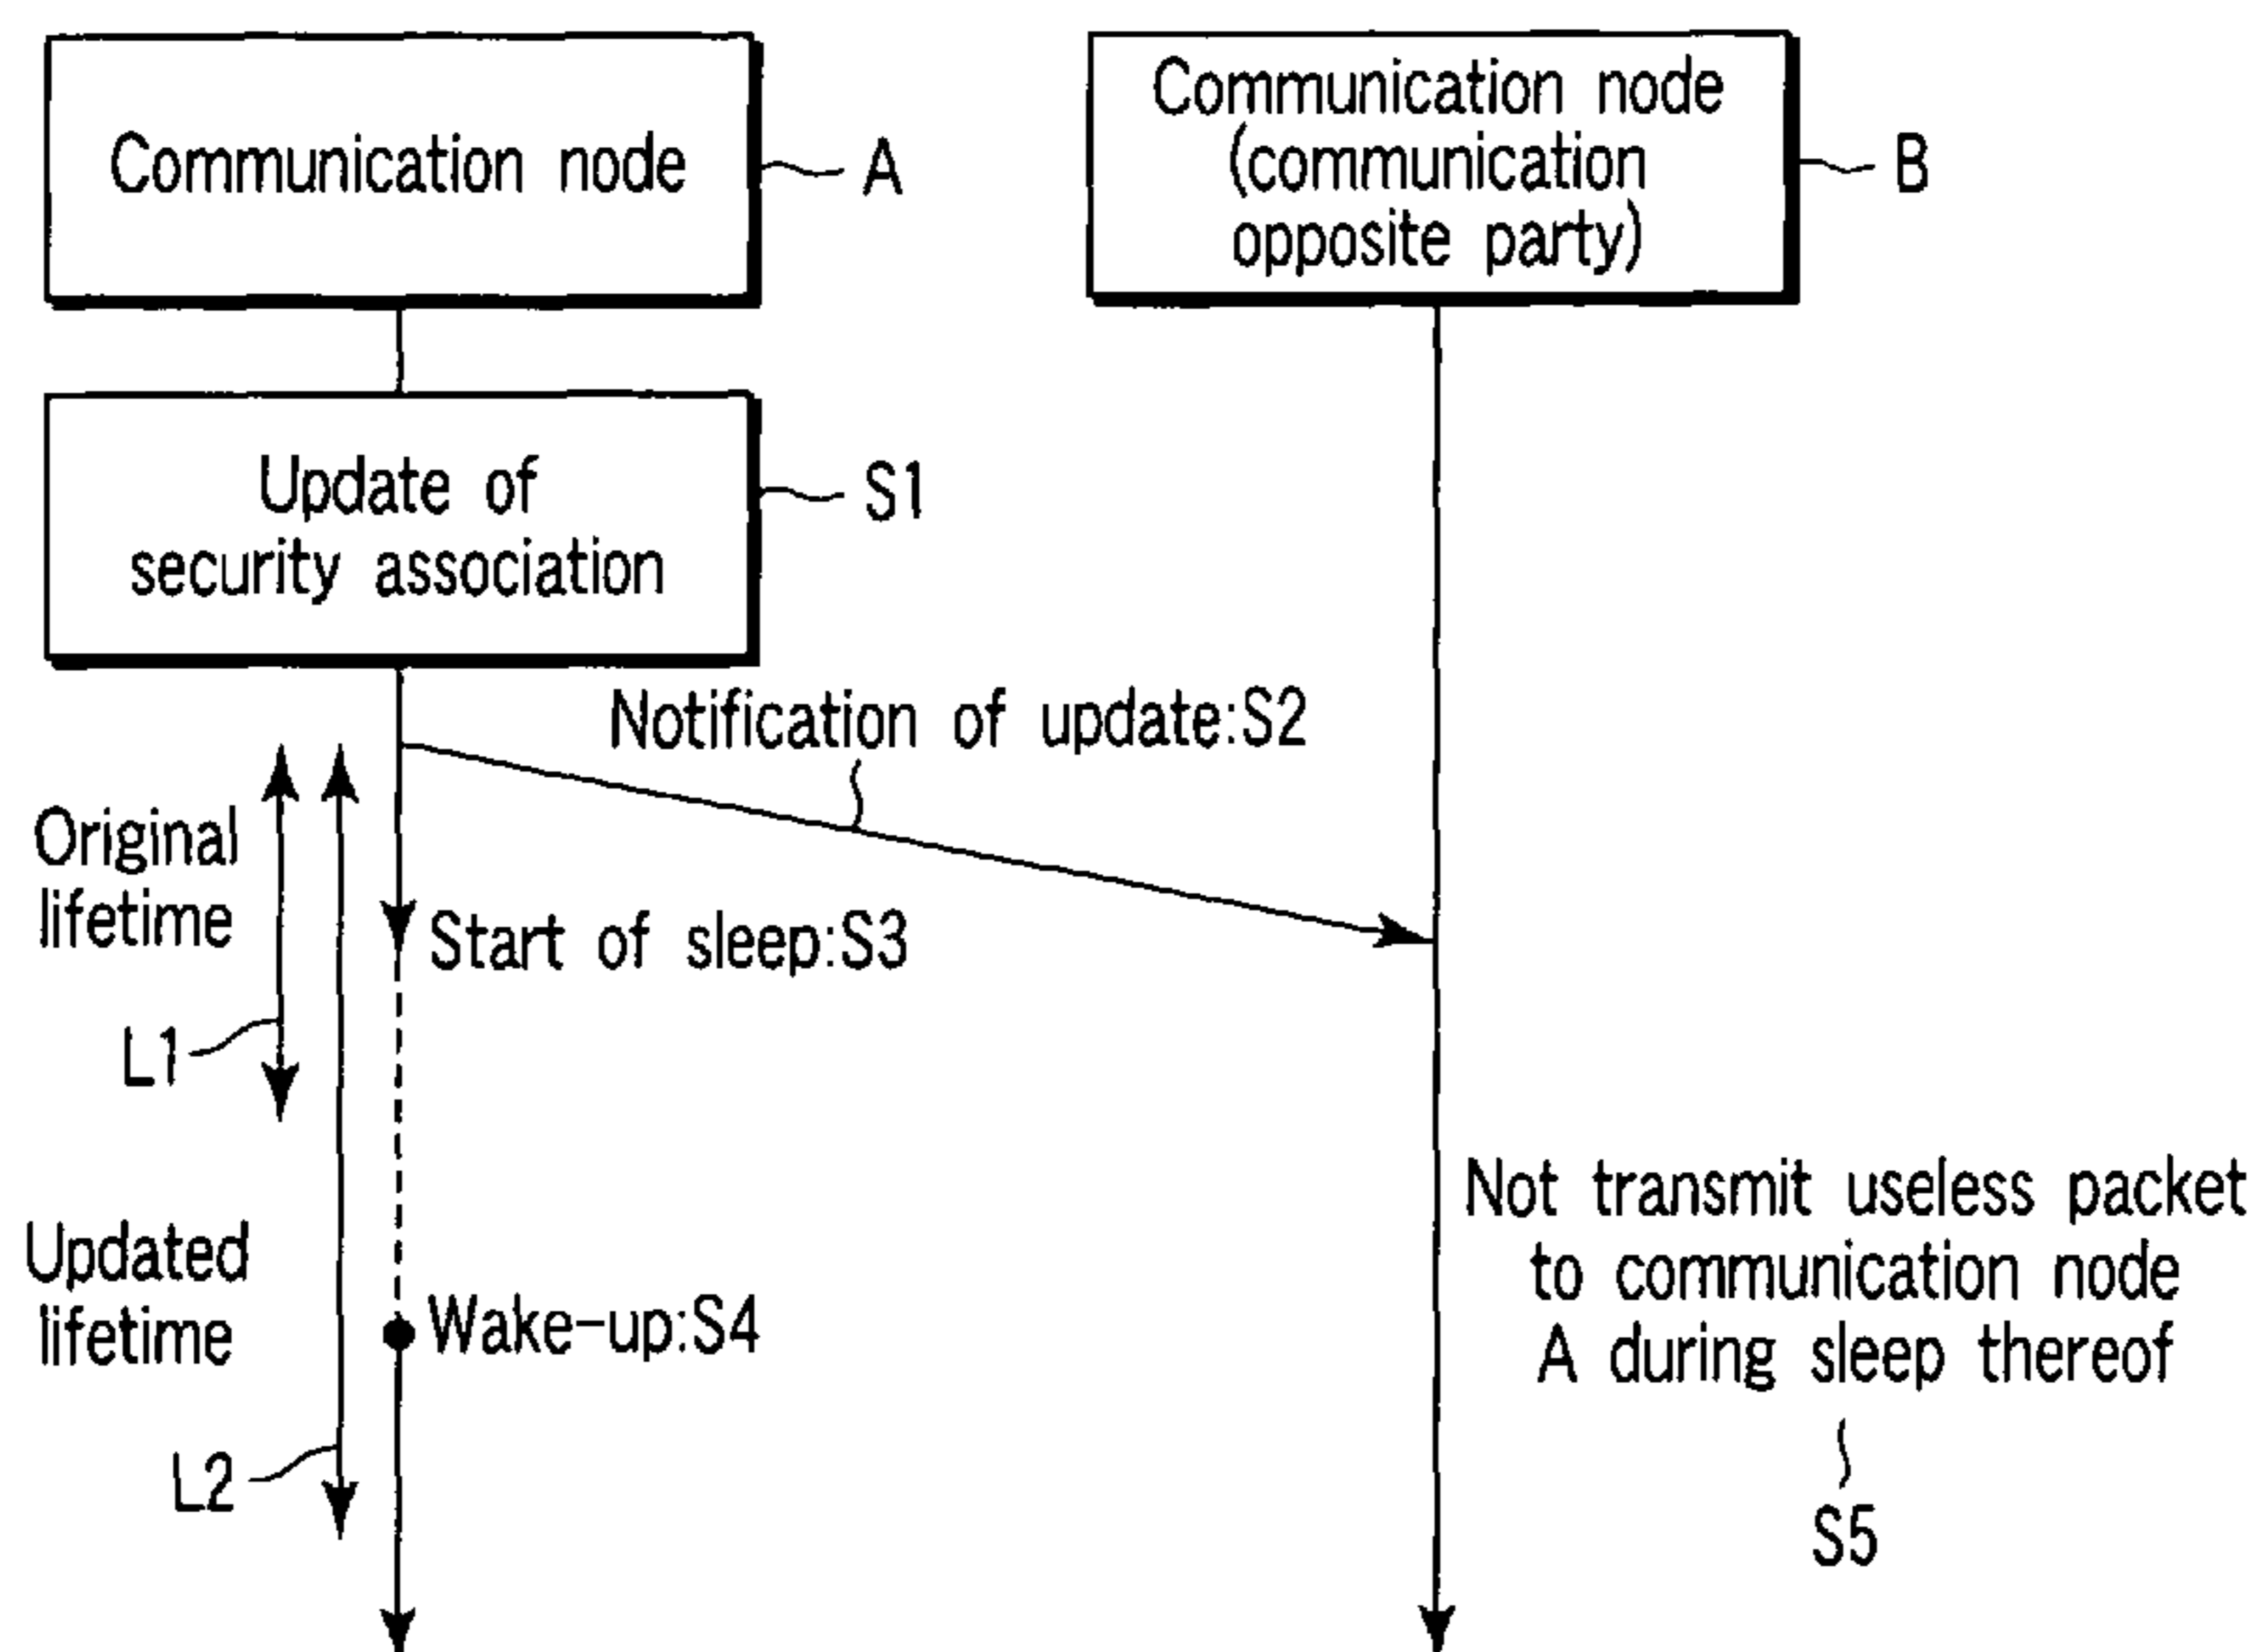 Communication node
A
Communication node
(communication
opposite party)
B
Update of
security association
S1
Notification of update:S2
Original
lifetime
L1
Start of sleep:S3
Updated
lifetime
L2
Wake-up:S4
Not transmit useless packet
to communication node
A during sleep thereof
S5